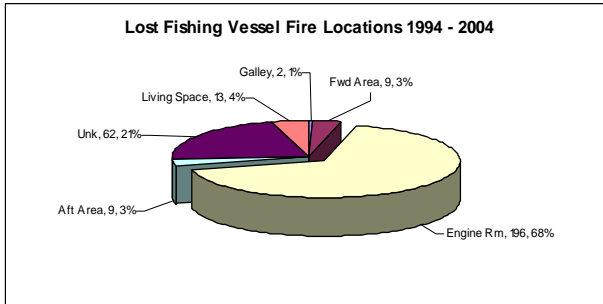 Lost Fishing Vessel Fire Locations 1994 - 2004
Galley, 2, 1%
Fwd Area, 9, 3%
Living Space, 13, 4%
Unk, 62, 21%
Aft Area, 9, 3%
Engine Rm, 196, 68%